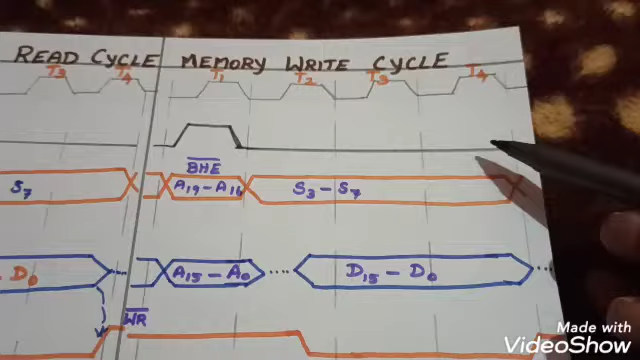 READ CYCLE MEMORY WRITE CYCLE
T3 T4 T1 T2 T3 T4
BHE
S7 A19-A16 S3-S7
D0 A15-A0 D15-D0
WR
Made with
VideoShow